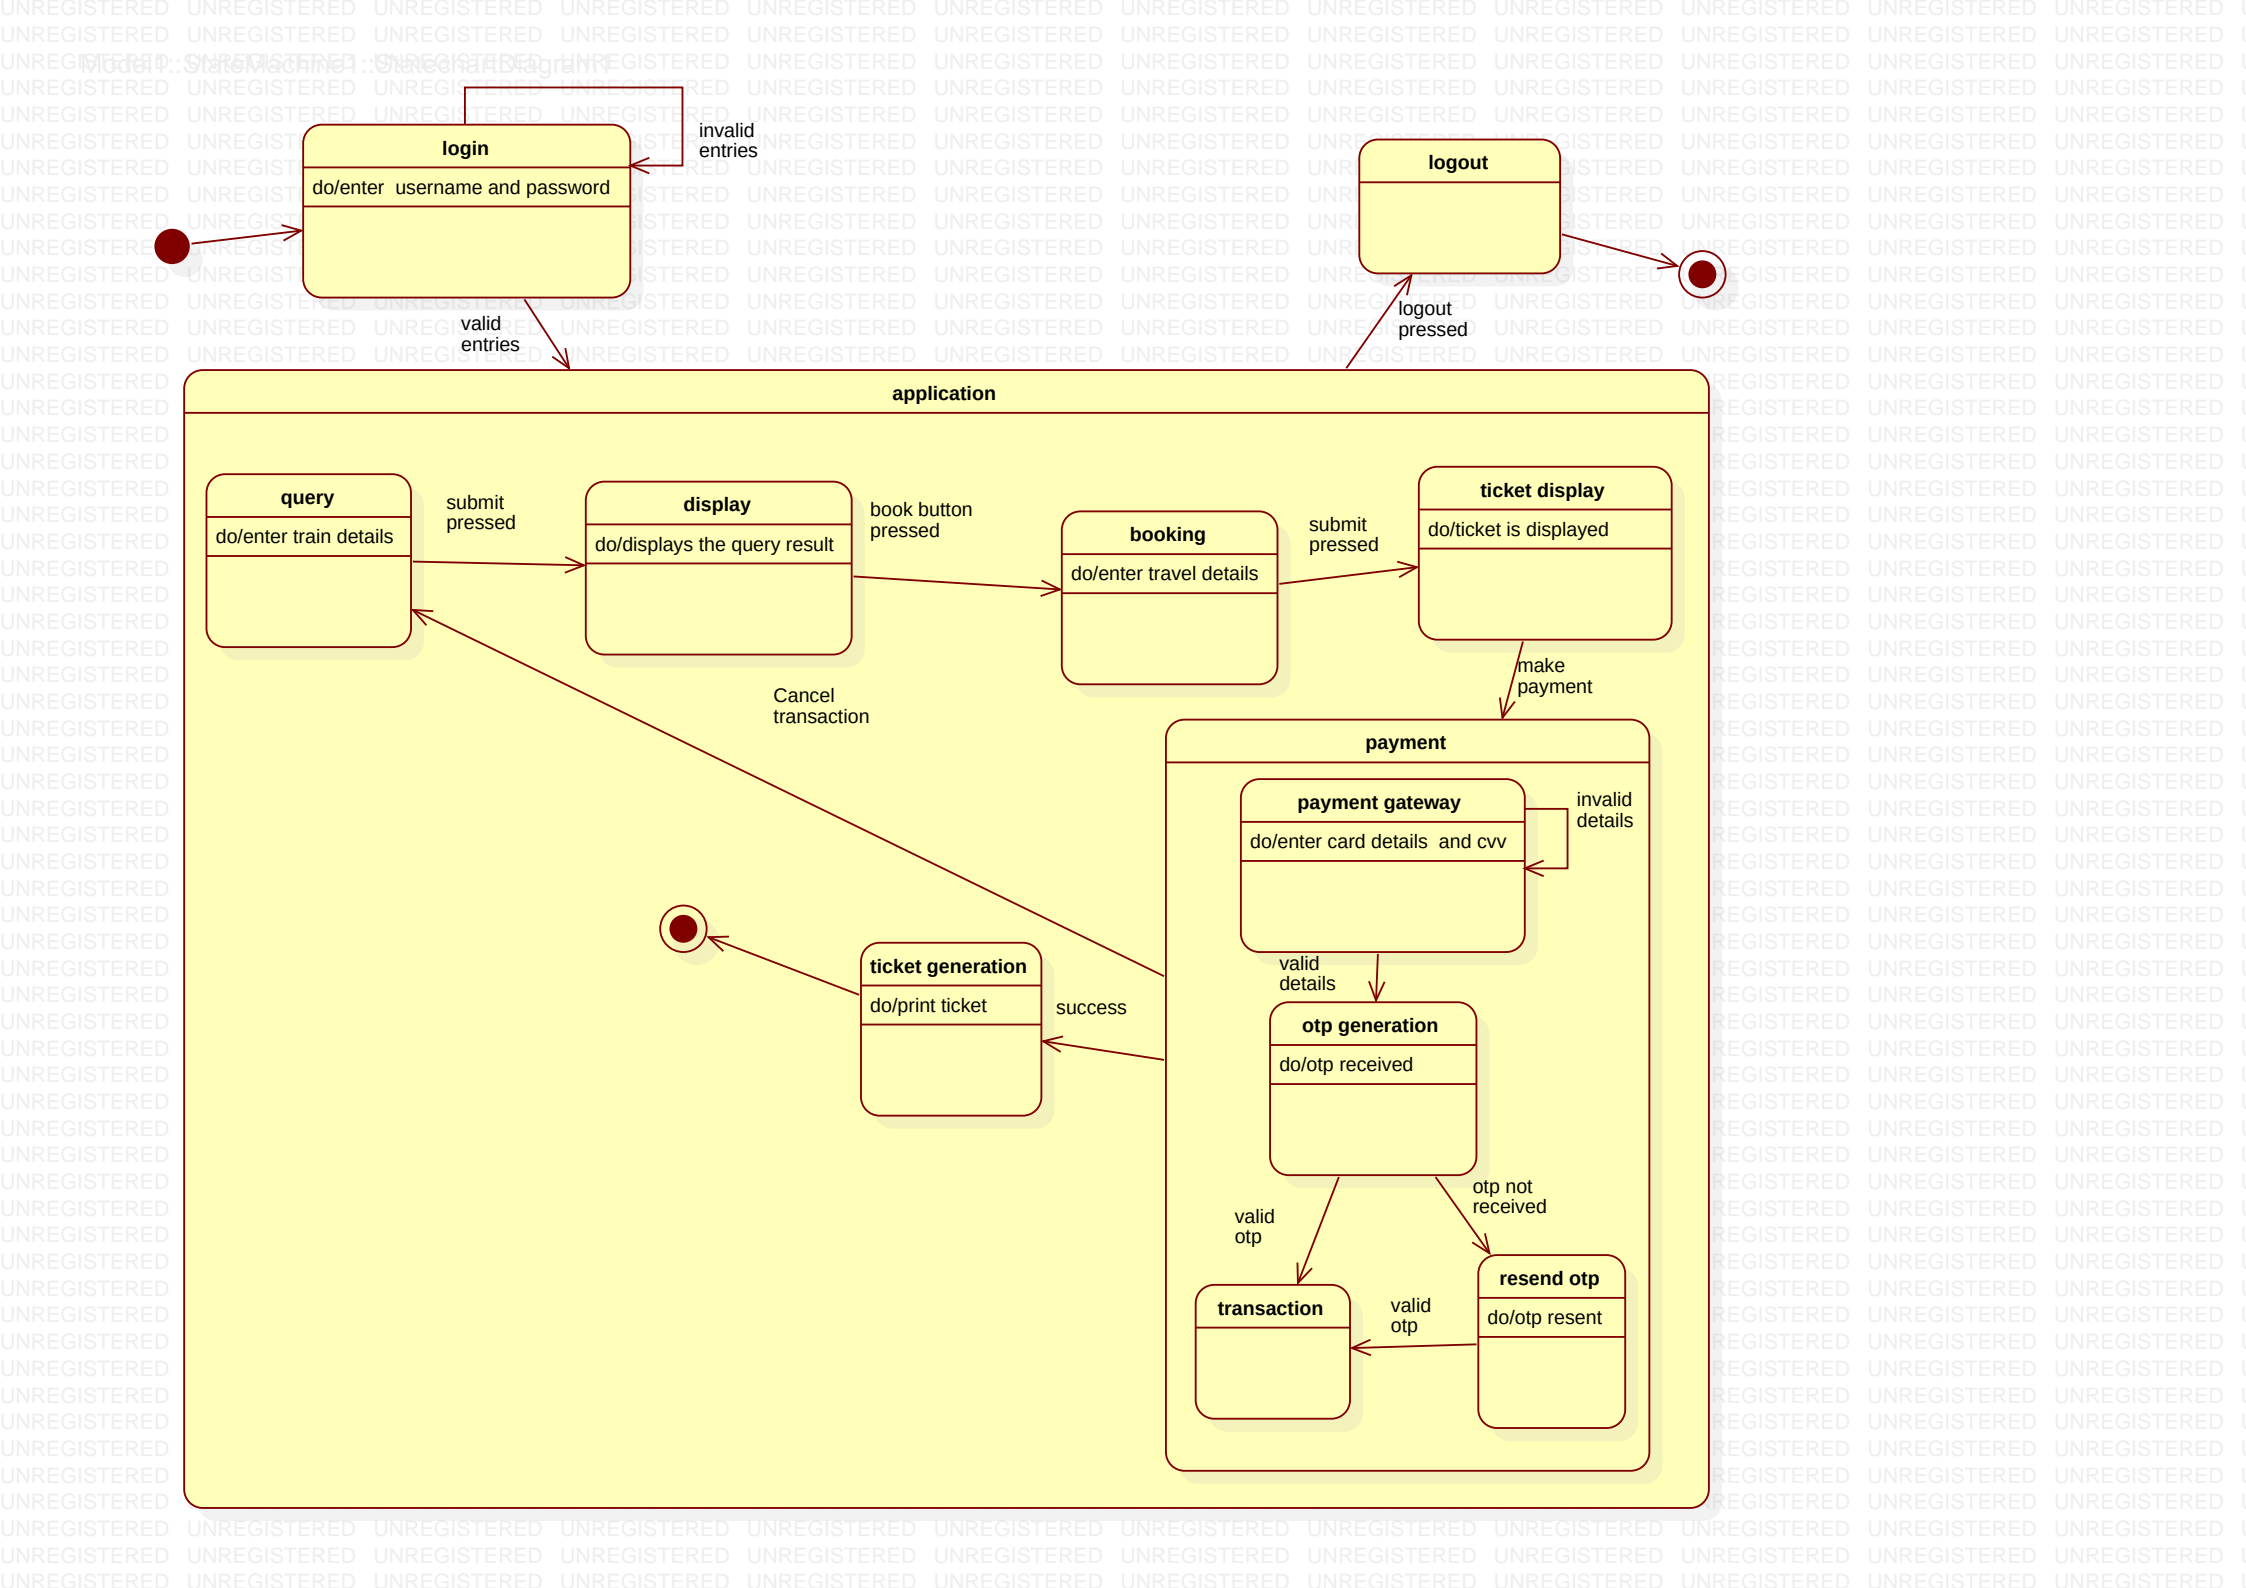 Model1::StateMachine1::StatechartDiagram1
login
do/enter  username and password
invalid
entries
logout
valid
entries
logout
pressed
application
query
do/enter train details
submit
pressed
display
do/displays the query result
book button
pressed
booking
do/enter travel details
submit
pressed
ticket display
do/ticket is displayed
make
payment
Cancel
transaction
payment
payment gateway
do/enter card details  and cvv
invalid
details
valid
details
ticket generation
do/print ticket
success
otp generation
do/otp received
otp not
received
valid
otp
transaction
valid
otp
resend otp
do/otp resent
UNREGISTERED